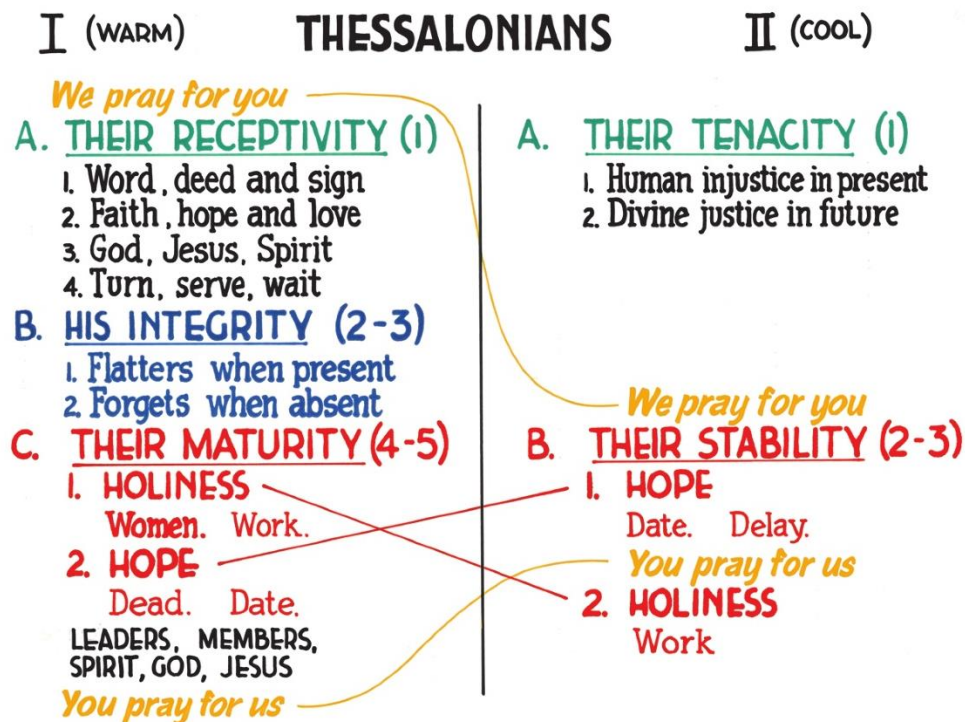 I (WARM) THESSALONIANS II (COOL)
We pray for you
A. THEIR RECEPTIVITY (1)
1. Word, deed and sign
2. Faith, hope and love
3. God, Jesus, Spirit
4. Turn, serve, wait
B. HIS INTEGRITY (2-3)
1. Flatters when present
2. Forgets when absent
C. THEIR MATURITY (4-5)
1. HOLINESS
Women. Work.
2. HOPE
Dead. Date.
LEADERS, MEMBERS,
SPIRIT, GOD, JESUS
You pray for us
A. THEIR TENACITY (1)
1. Human injustice in present
2. Divine justice in future
We pray for you
B. THEIR STABILITY (2-3)
1. HOPE
Date. Delay.
You pray for us
2. HOLINESS
Work